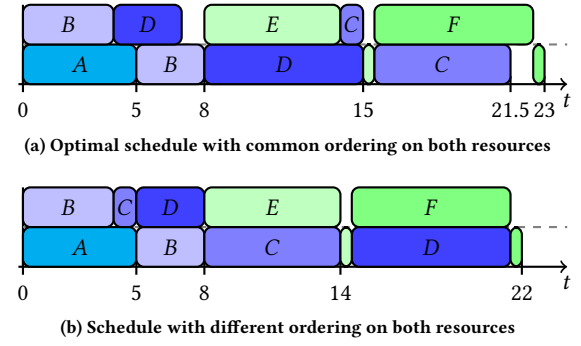 B D E C F
A B D C
0 5 8 15 21.5 23 t
(a) Optimal schedule with common ordering on both resources
B C D E F
A B C D
0 5 8 14 22 t
(b) Schedule with different ordering on both resources